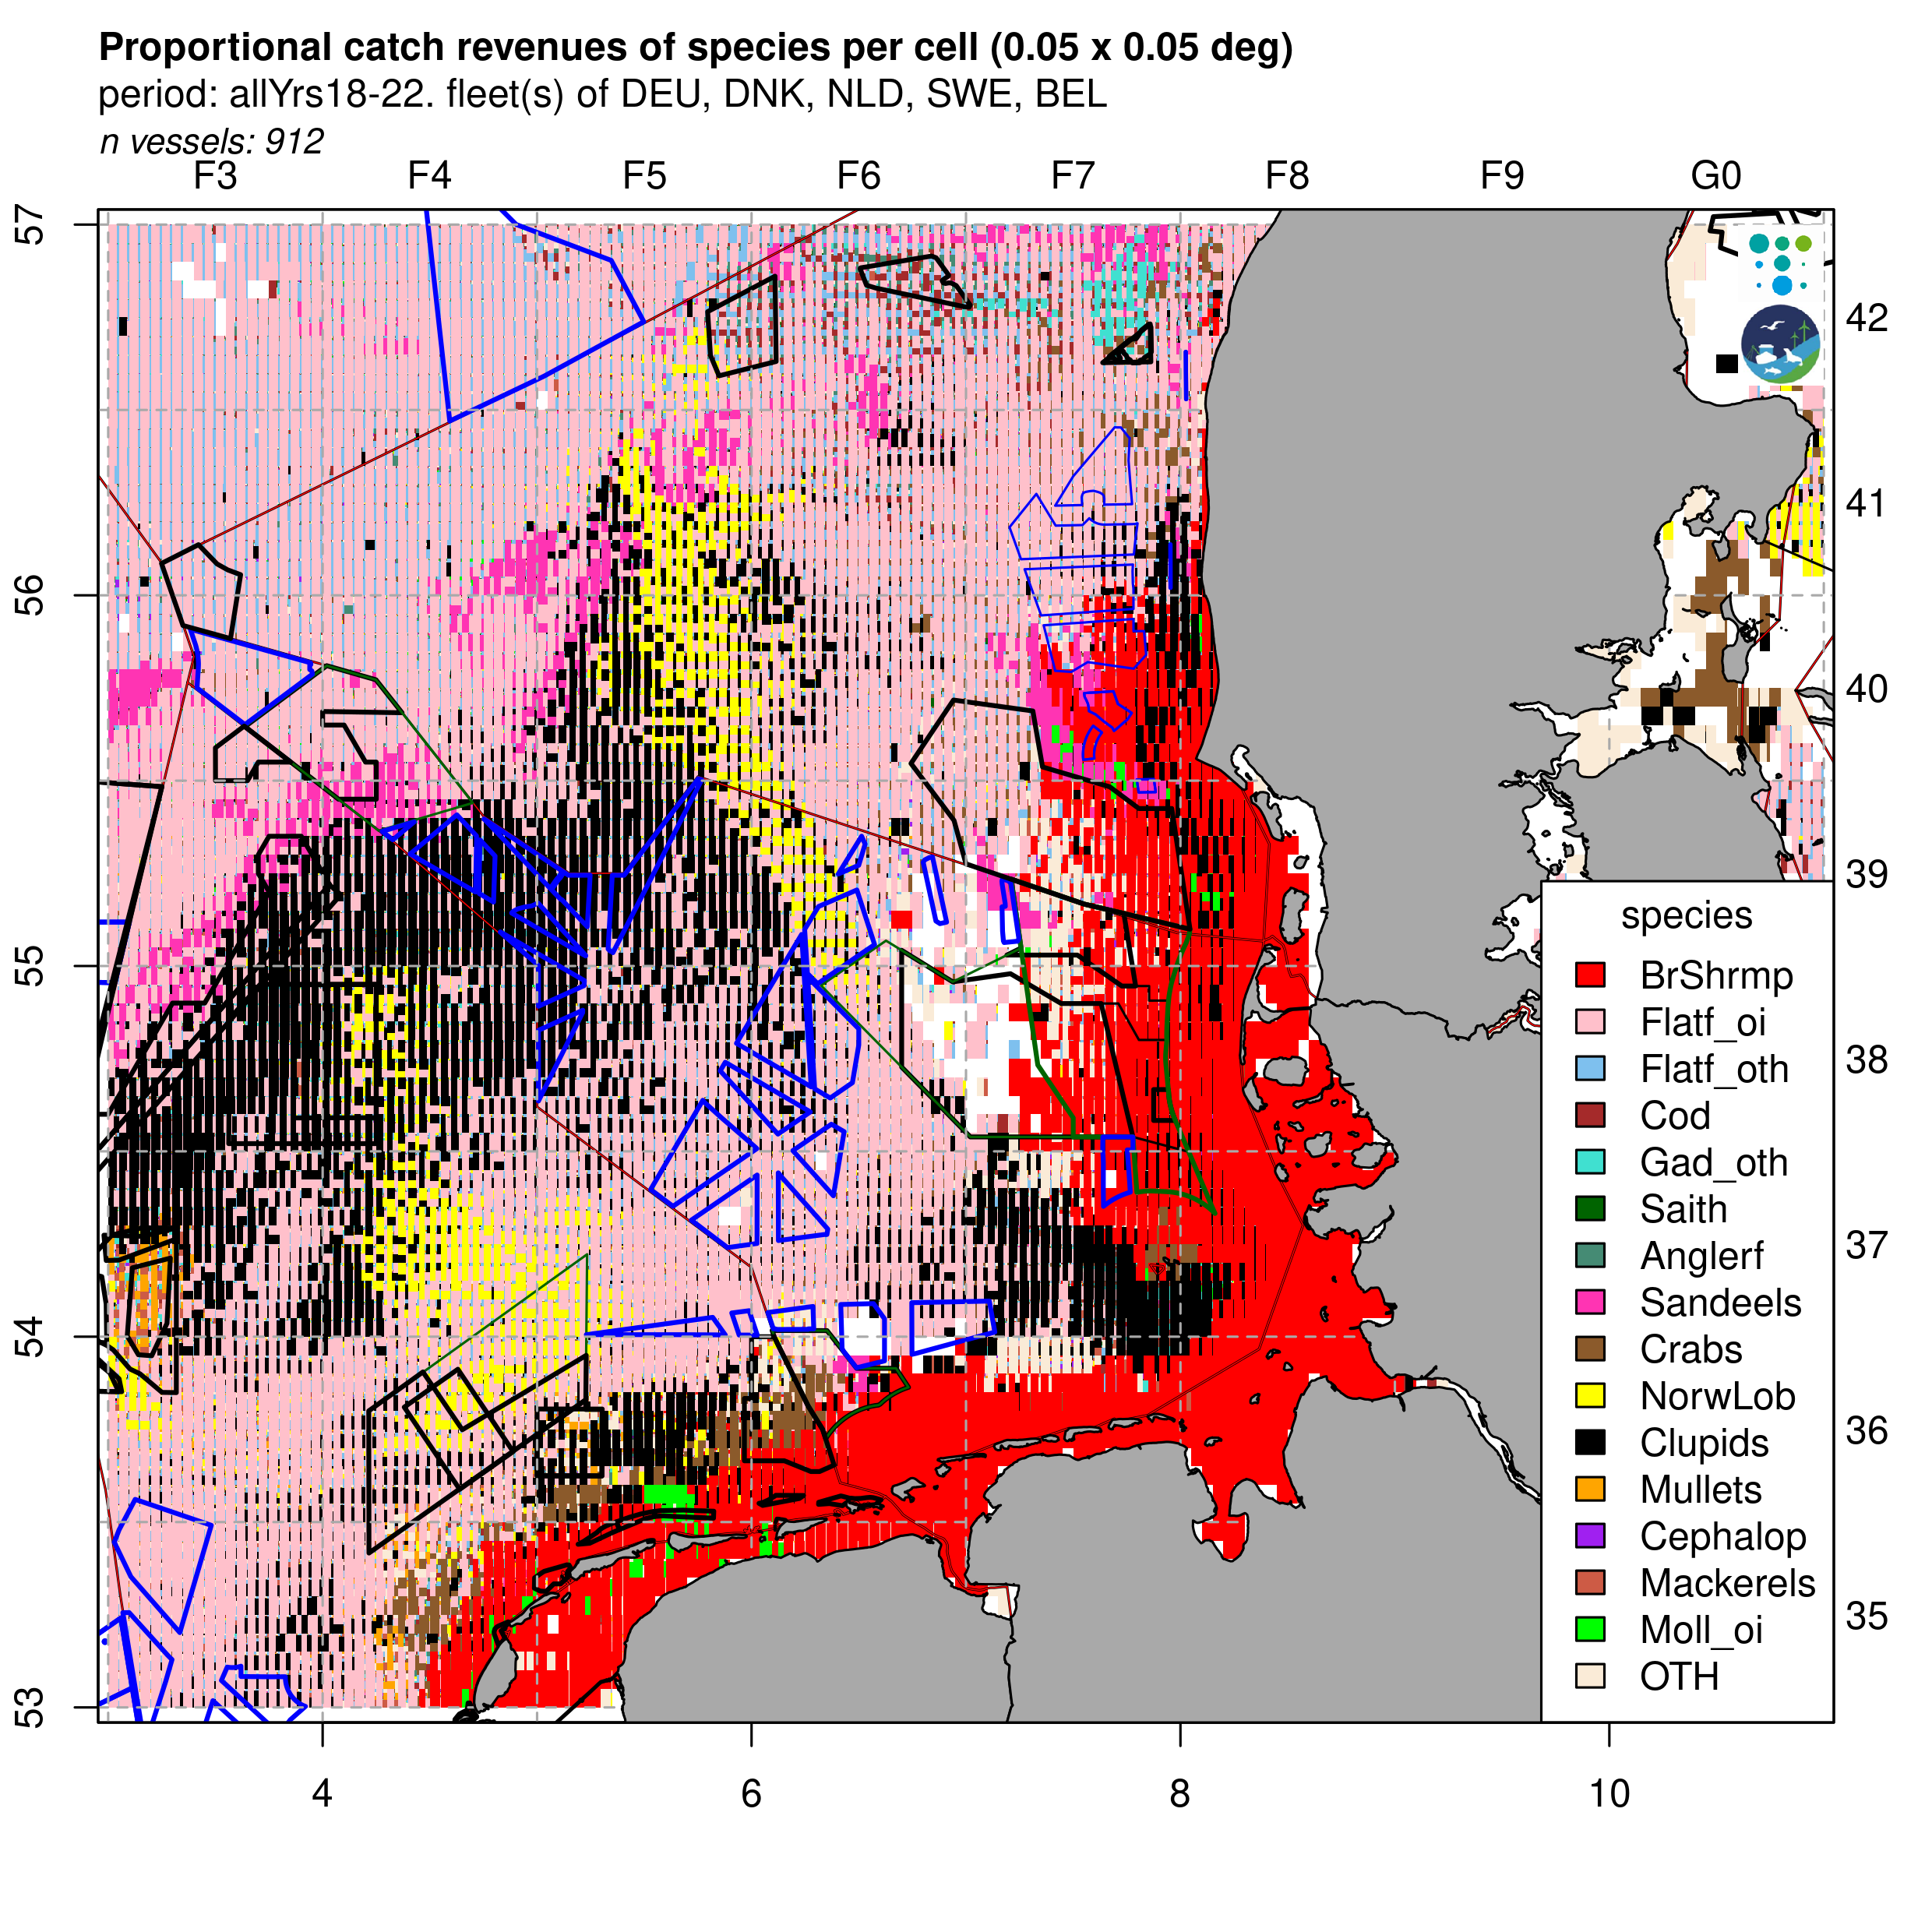 Proportional catch revenues of species per cell (0.05 x 0.05 deg)
period: allYrs18-22. fleet(s) of DEU, DNK, NLD, SWE, BEL
n vessels: 912
F3 F4 F5 F6 F7 F8 F9 G0
57
42
41
56
40
39
55
38
37
54
36
35
53
species
BrShrmp
Flatf_oi
Flatf_oth
Cod
Gad_oth
Saith
Anglerf
Sandeels
Crabs
NorwLob
Clupids
Mullets
Cephalop
Mackerels
Moll_oi
OTH
4 6 8 10